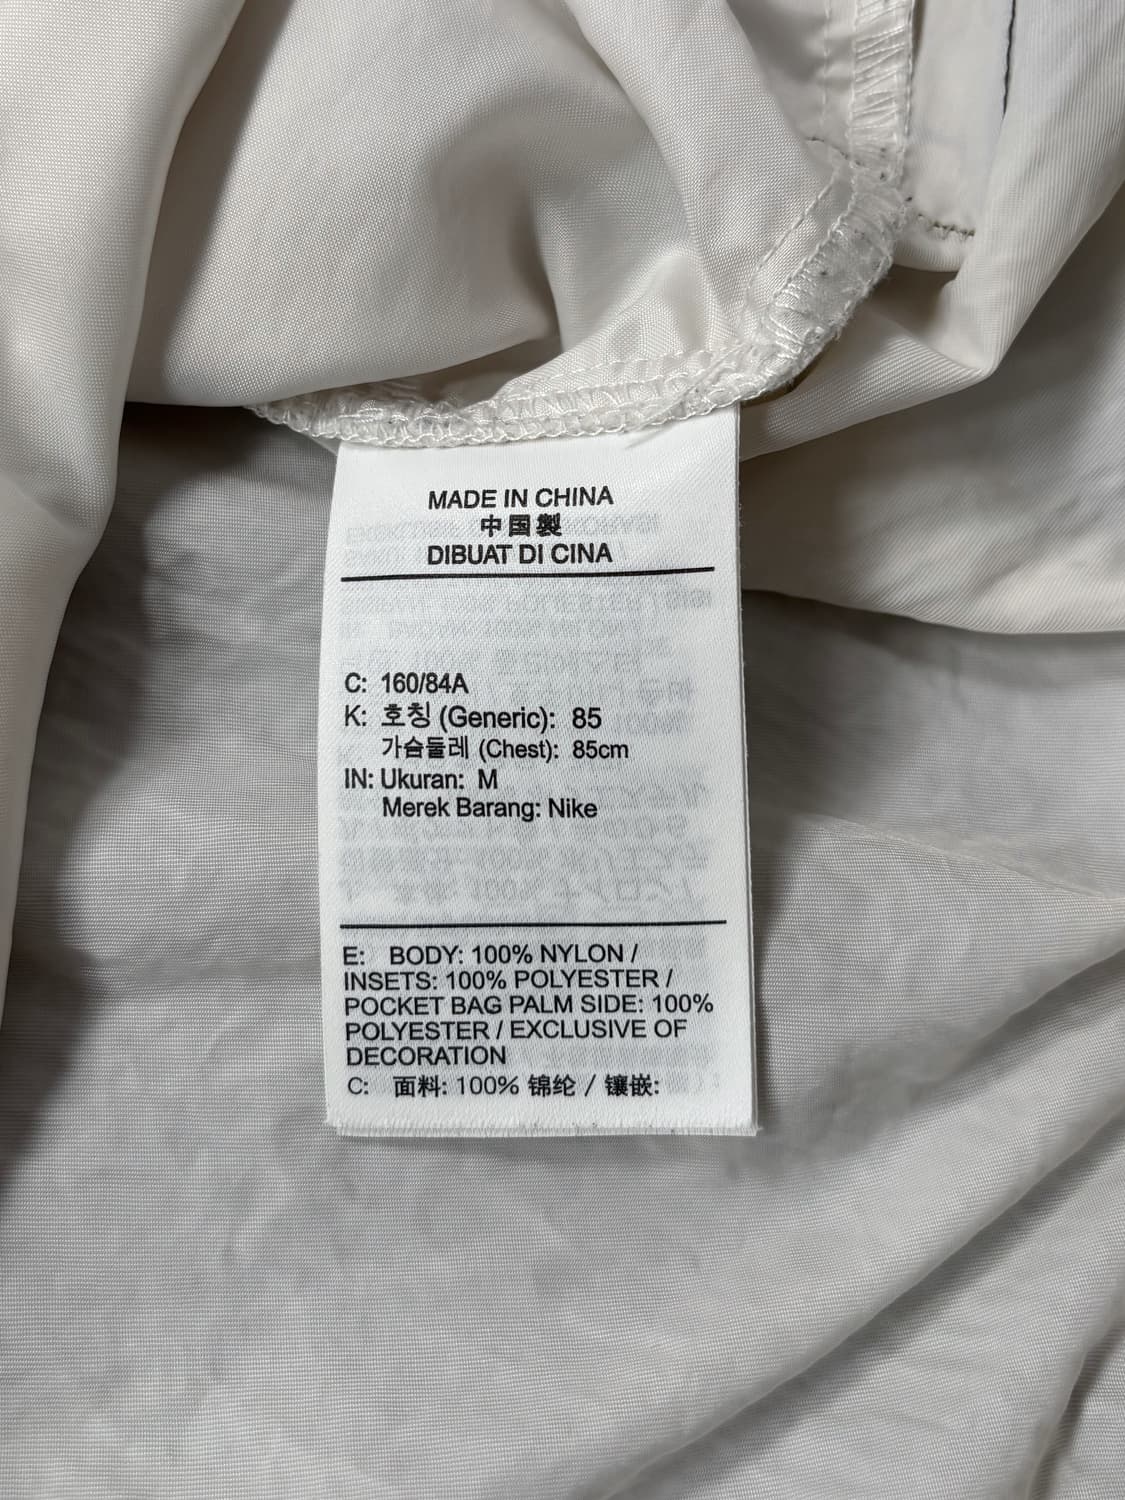 MADE IN CHINA
中国製
DIBUAT DI CINA
C: 160/84A
K: 호칭 (Generic): 85
가슴둘레 (Chest): 85cm
IN: Ukuran: M
Merek Barang: Nike
E: BODY: 100% NYLON /
INSETS: 100% POLYESTER /
POCKET BAG PALM SIDE: 100%
POLYESTER / EXCLUSIVE OF
DECORATION
C: 面料: 100% 锦纶 / 镶嵌: